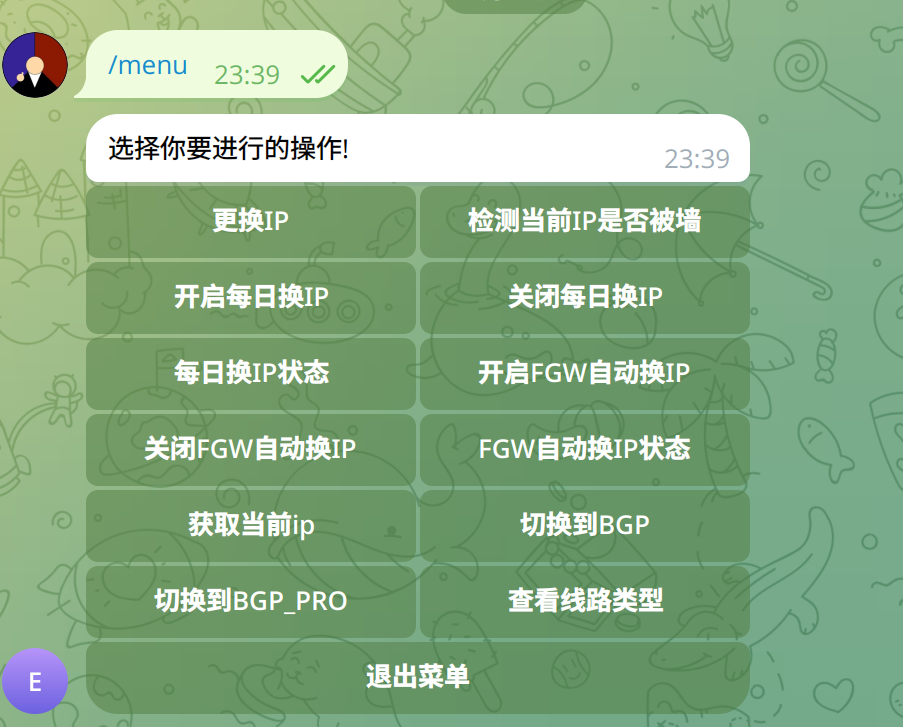 /menu 23:39
选择你要进行的操作!
23:39
更换IP
检测当前IP是否被墙
开启每日换IP
关闭每日换IP
每日换IP状态
开启FGW自动换IP
关闭FGW自动换IP
FGW自动换IP状态
获取当前ip
切换到BGP
切换到BGP_PRO
查看线路类型
退出菜单
E